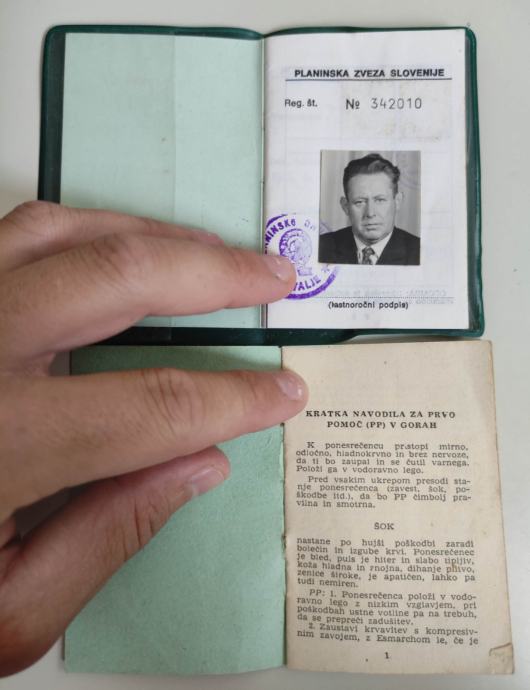 PLANINSKA ZVEZA SLOVENIJE
Reg. št. № 342010
(lastnoročni podpis)
KRATKA NAVODILA ZA PRVO
POMOČ (PP) V GORAH
K ponesrečencu pristopi mirno,
odločno, hladnokrvno in brez nervoze,
da ti bo zaupal in se čutil varnega.
Položi ga v vodoravno lego.
Pred vsakim ukrepom presodi sta-
nje ponesrečenca (zavest, šok, po-
škodbe itd.), da bo PP čimbolj pra-
vilna in smotrna.
ŠOK
nastane po hujši poškodbi zaradi
bolečin in izgube krvi. Ponesrečenec
je bled, puls je hiter in slabo tipljiv,
koža hladna in rnojna, dihanje plitvo,
zenice široke, je apatičen, lahko pa
tudi nemiren.
PP: 1. Ponesrečenca položi v vodo-
ravno lego z nizkim vzglavjem, pri
poškodbah ustne votline pa na trebuh,
da se prepreči zadušitev.
2. Zaustavi krvavitev s kompresiv-
nim zavojem, z Esmarchom le, če je
1